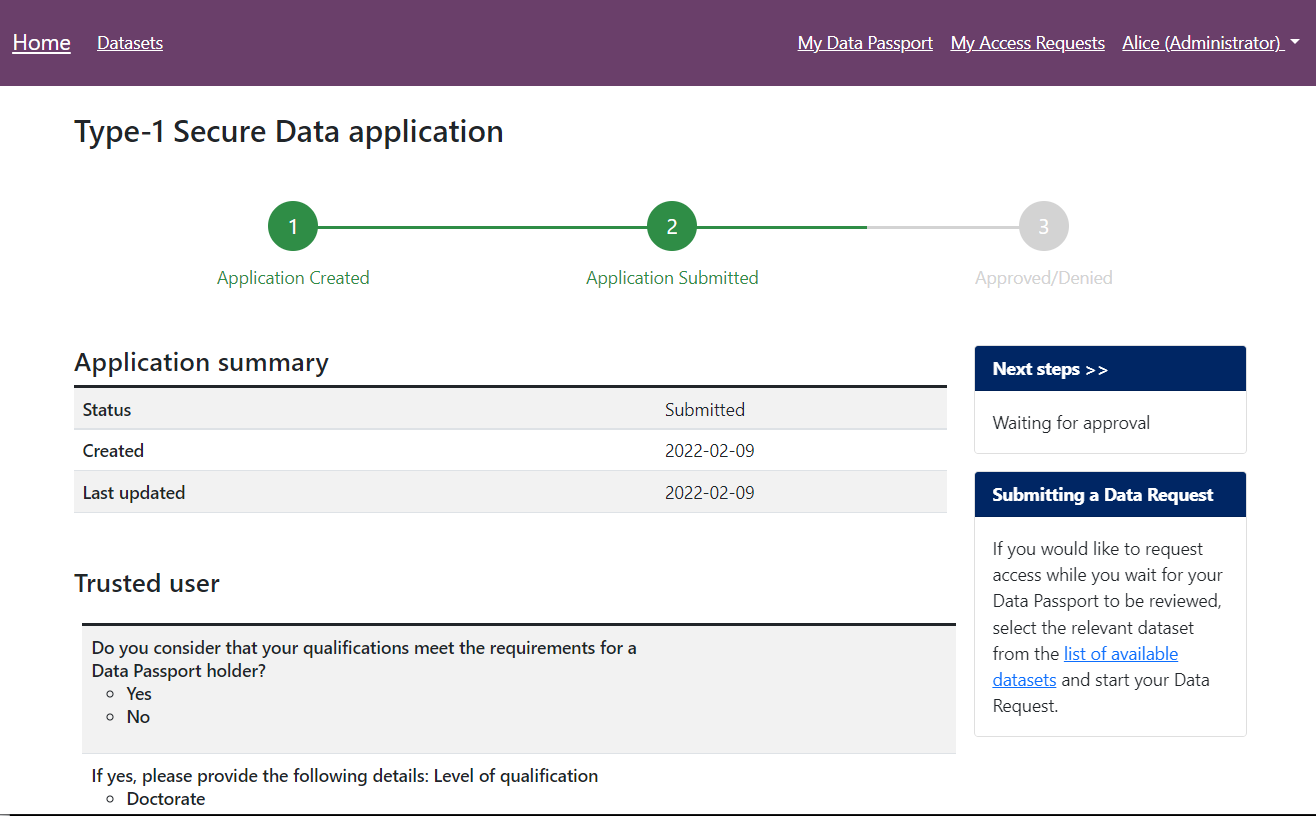 Home Datasets My Data Passport My Access Requests Alice (Administrator)
Type-1 Secure Data application
1 2 3
Application Created Application Submitted Approved/Denied
Application summary
Status Submitted
Created 2022-02-09
Last updated 2022-02-09
Next steps >>
Waiting for approval
Submitting a Data Request
If you would like to request
access while you wait for your
Data Passport to be reviewed,
select the relevant dataset
from the list of available
datasets and start your Data
Request.
Trusted user
Do you consider that your qualifications meet the requirements for a
Data Passport holder?
Yes
No
If yes, please provide the following details: Level of qualification
Doctorate